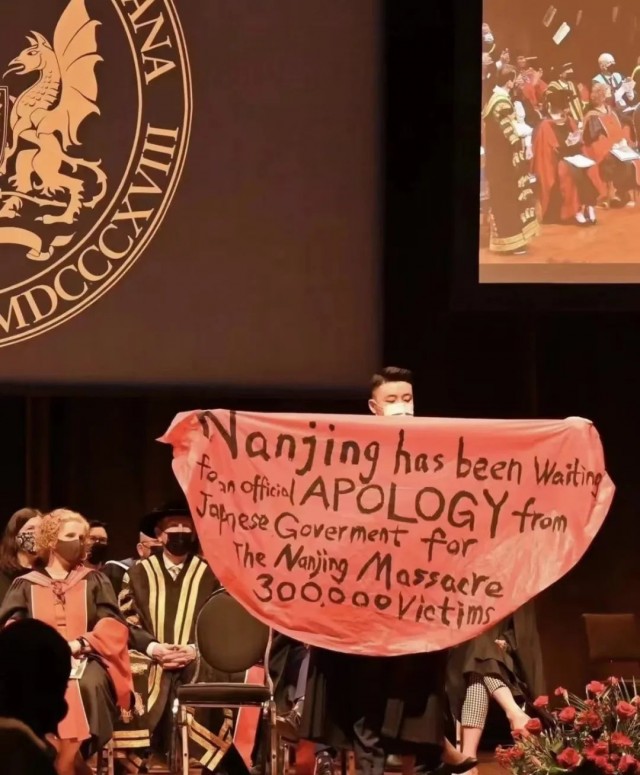 ANA
MDCCCXVIII
Nanjing has been Waiting
for an official APOLOGY from
Japnese Goverment for
The Nanjing Massacre
300.000 Victims